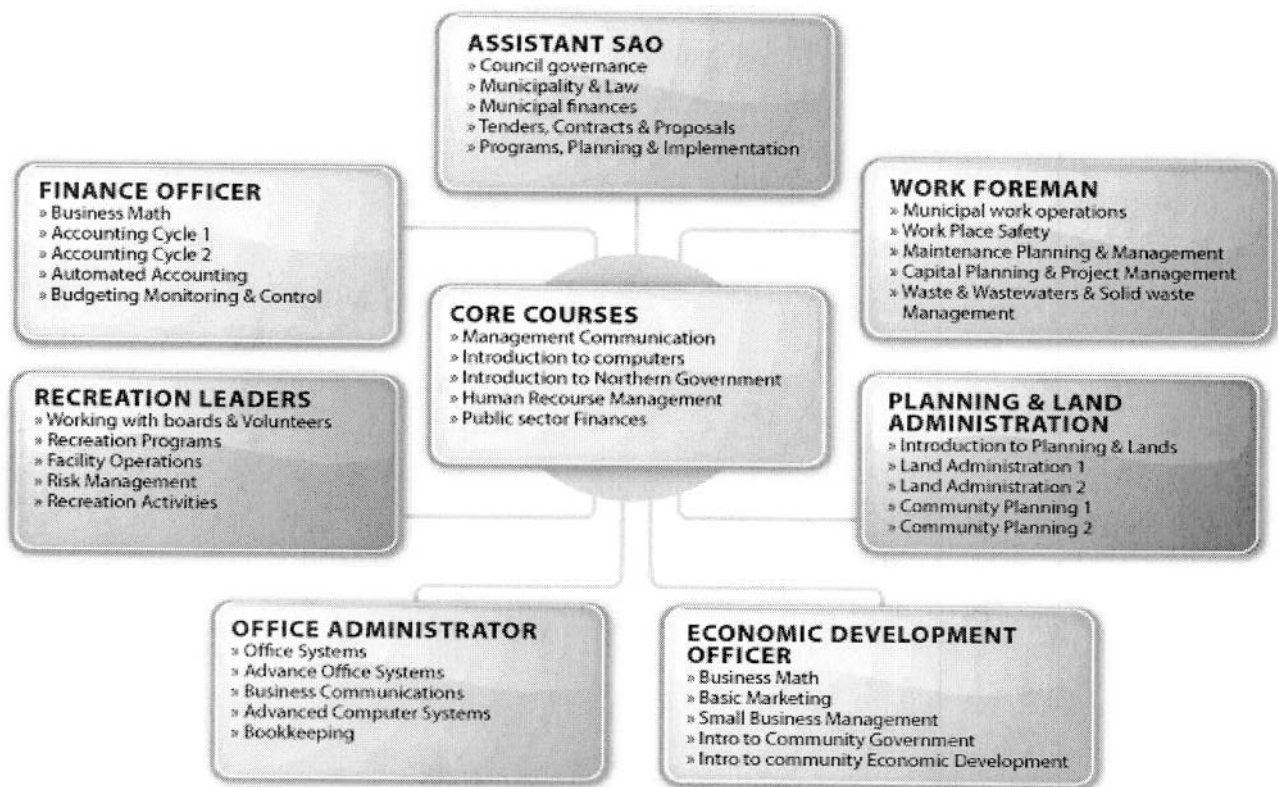 ASSISTANT SAO
» Council governance
» Municipality & Law
» Municipal finances
» Tenders, Contracts & Proposals
» Programs, Planning & Implementation
FINANCE OFFICER
» Business Math
» Accounting Cycle 1
» Accounting Cycle 2
» Automated Accounting
» Budgeting Monitoring & Control
WORK FOREMAN
» Municipal work operations
» Work Place Safety
» Maintenance Planning & Management
» Capital Planning & Project Management
» Waste & Wastewaters & Solid waste
Management
CORE COURSES
» Management Communication
» Introduction to computers
» Introduction to Northern Government
» Human Recourse Management
» Public sector Finances
RECREATION LEADERS
» Working with boards & Volunteers
» Recreation Programs
» Facility Operations
» Risk Management
» Recreation Activities
PLANNING & LAND
ADMINISTRATION
» Introduction to Planning & Lands
» Land Administration 1
» Land Administration 2
» Community Planning 1
» Community Planning 2
OFFICE ADMINISTRATOR
» Office Systems
» Advance Office Systems
» Business Communications
» Advanced Computer Systems
» Bookkeeping
ECONOMIC DEVELOPMENT
OFFICER
» Business Math
» Basic Marketing
» Small Business Management
» Intro to Community Government
» Intro to community Economic Development